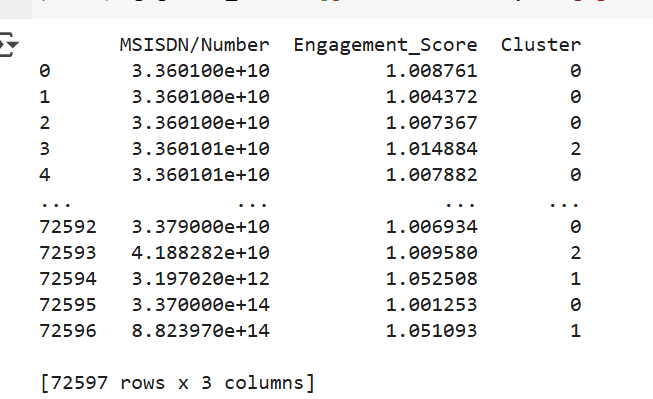 MSISDN/Number Engagement_Score Cluster
0 3.360100e+10 1.008761 0
1 3.360100e+10 1.004372 0
2 3.360100e+10 1.007367 0
3 3.360101e+10 1.014884 2
4 3.360101e+10 1.007882 0
... ... ... ...
72592 3.379000e+10 1.006934 0
72593 4.188282e+10 1.009580 2
72594 3.197020e+12 1.052508 1
72595 3.370000e+14 1.001253 0
72596 8.823970e+14 1.051093 1
[72597 rows x 3 columns]